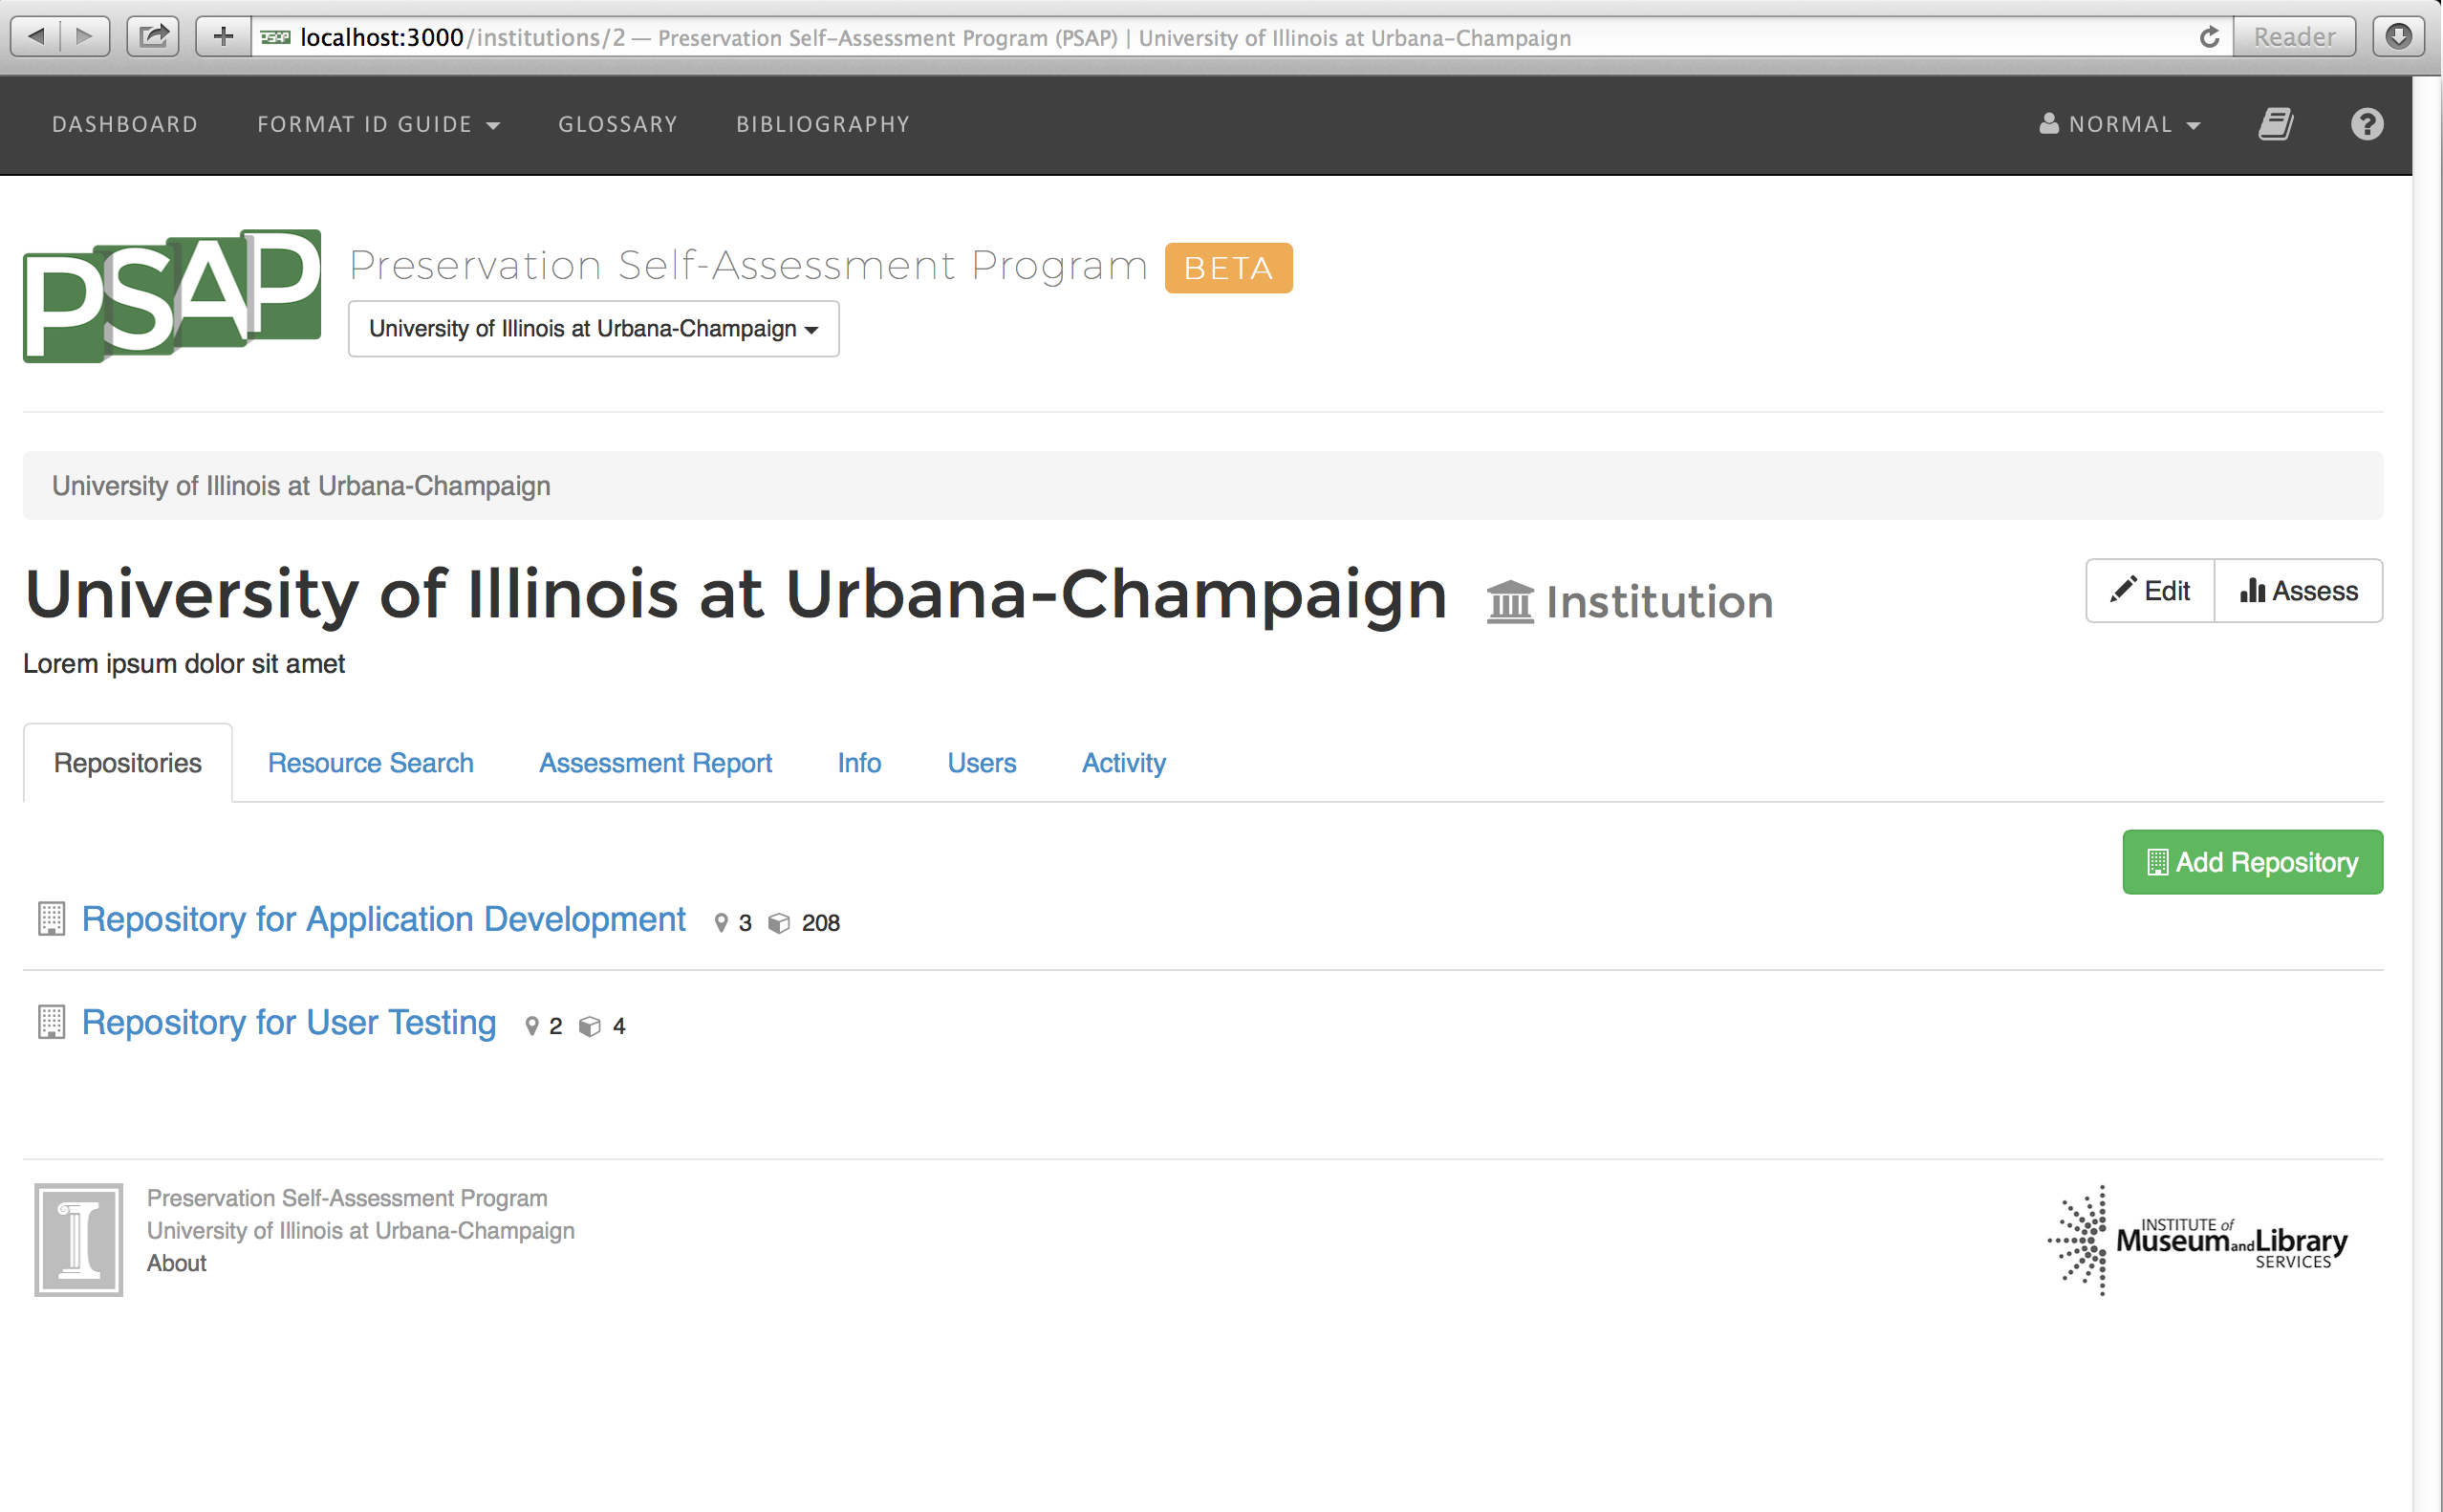 localhost:3000/institutions/2 — Preservation Self-Assessment Program (PSAP) | University of Illinois at Urbana-Champaign
Reader
DASHBOARD
FORMAT ID GUIDE
GLOSSARY
BIBLIOGRAPHY
NORMAL
PSAP
Preservation Self-Assessment Program BETA
University of Illinois at Urbana-Champaign
University of Illinois at Urbana-Champaign
University of Illinois at Urbana-Champaign Institution
Edit
Assess
Lorem ipsum dolor sit amet
Repositories
Resource Search
Assessment Report
Info
Users
Activity
Add Repository
Repository for Application Development 3 208
Repository for User Testing 2 4
Preservation Self-Assessment Program
University of Illinois at Urbana-Champaign
About
INSTITUTE of
Museum and Library
SERVICES